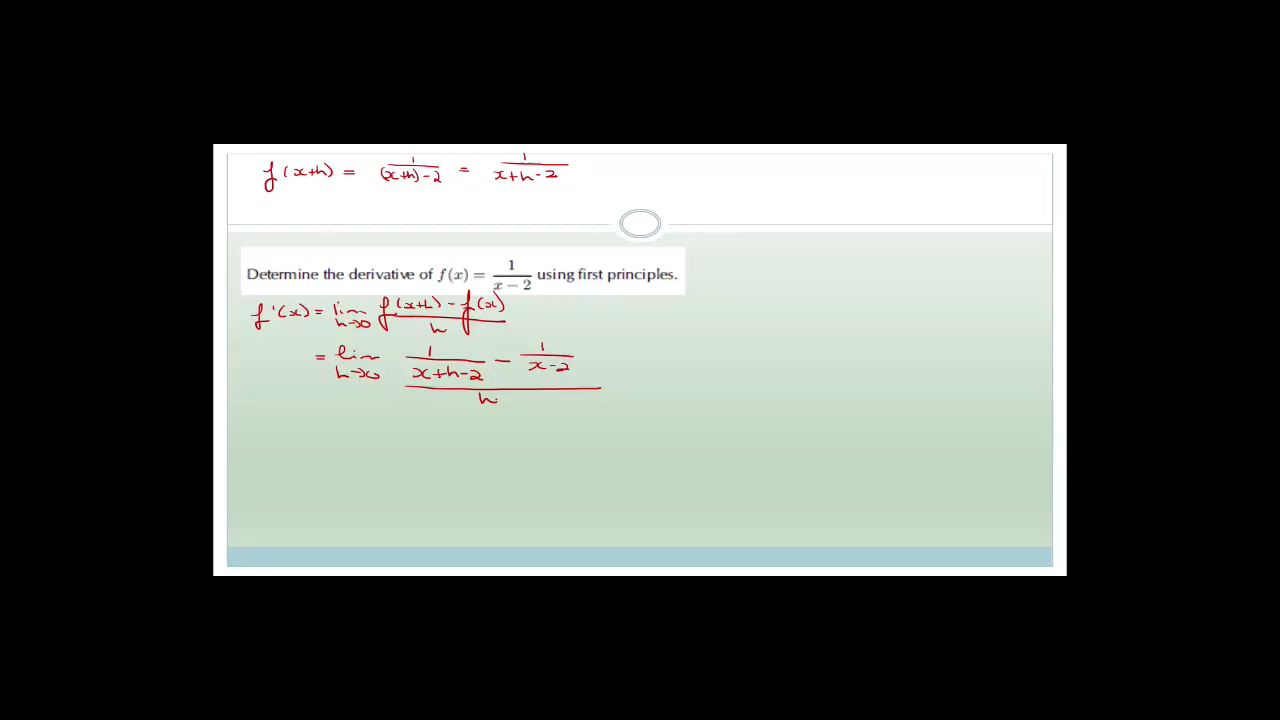 f(x+h) = 1/((x+h)-2) = 1/(x+h-2)
Determine the derivative of f(x) = 1/(x − 2) using first principles.
f'(x) = lim h→0 (f(x+h) - f(x))/h
= lim h→0 (1/(x+h-2) - 1/(x-2))/h